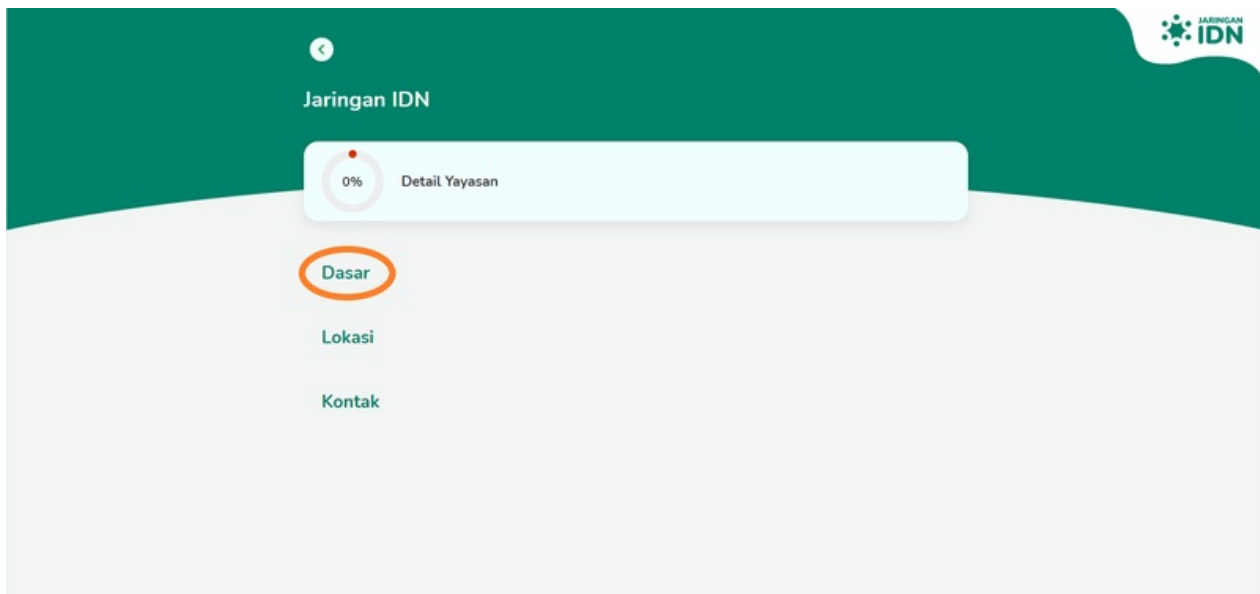 JARINGAN
IDN
Jaringan IDN
0%
Detail Yayasan
Dasar
Lokasi
Kontak